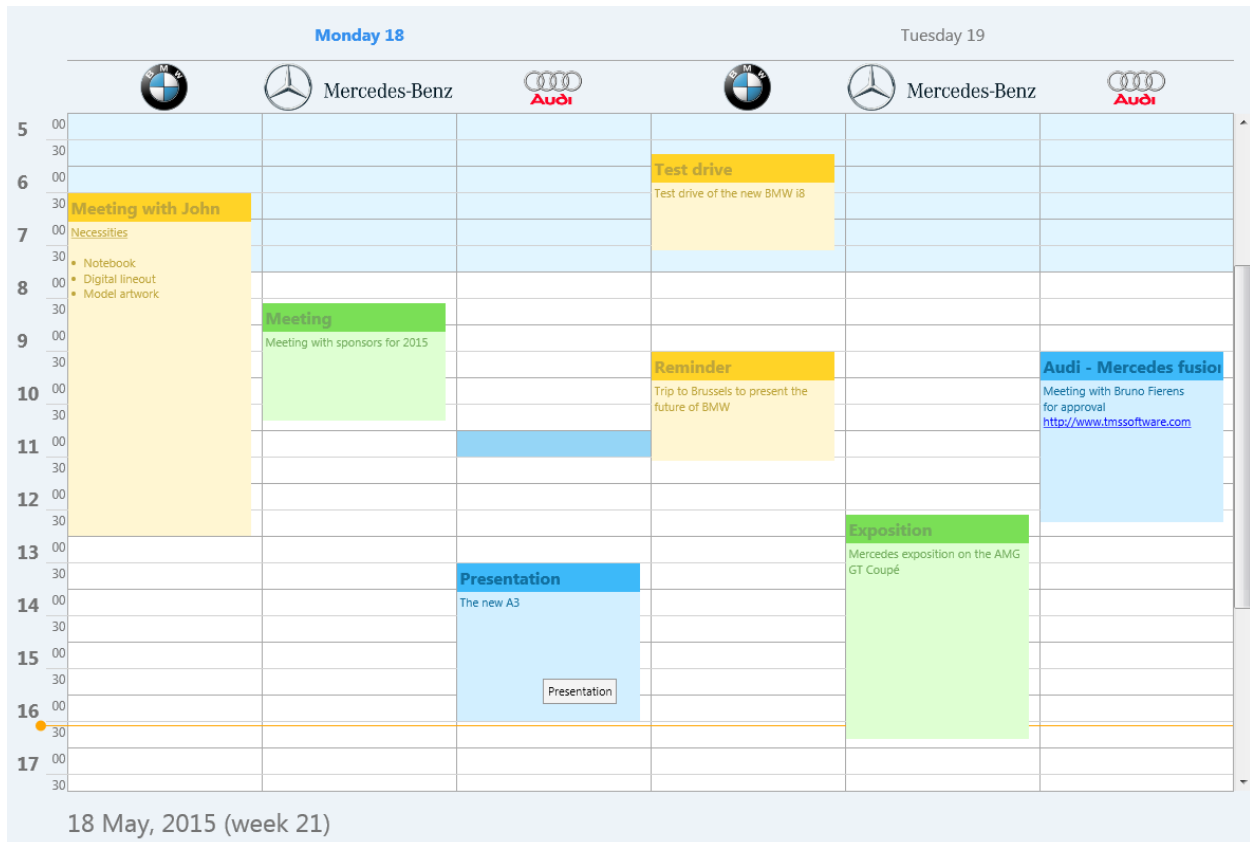 Monday 18
Tuesday 19
BMW Mercedes-Benz Audi BMW Mercedes-Benz Audi
5 00
30
6 00
30
7 00
30
8 00
30
9 00
30
10 00
30
11 00
30
12 00
30
13 00
30
14 00
30
15 00
30
16 00
30
17 00
30
Meeting with John
Necessities
• Notebook
• Digital lineout
• Model artwork
Meeting
Meeting with sponsors for 2015
Presentation
The new A3
Presentation
Test drive
Test drive of the new BMW i8
Reminder
Trip to Brussels to present the
future of BMW
Exposition
Mercedes exposition on the AMG
GT Coupé
Audi - Mercedes fusion
Meeting with Bruno Fierens
for approval
http://www.tmssoftware.com
18 May, 2015 (week 21)